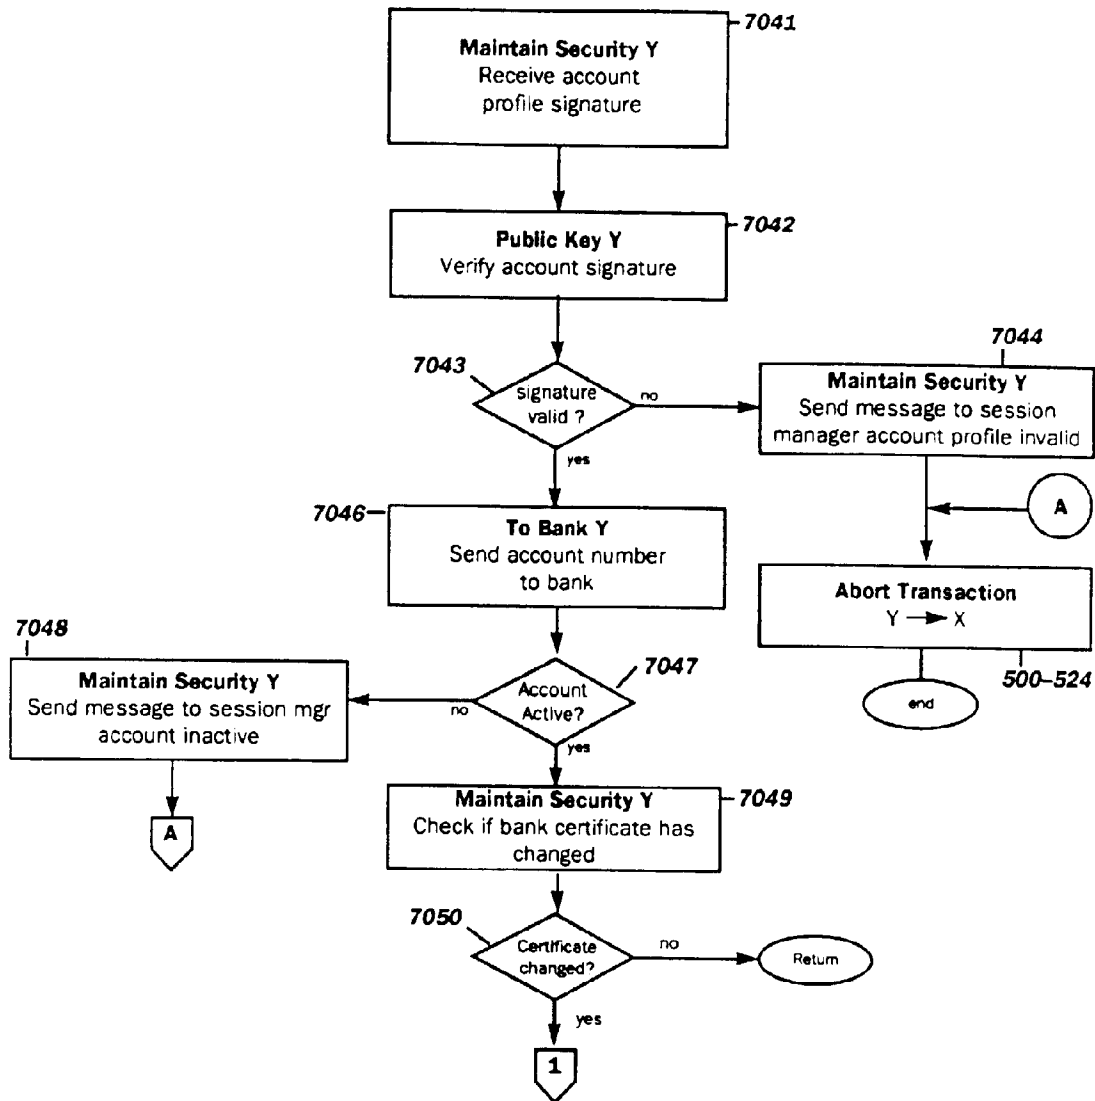 7041
Maintain Security Y
Receive account
profile signature
7042
Public Key Y
Verify account signature
7043
signature
valid ?
no
yes
7044
Maintain Security Y
Send message to session
manager account profile invalid
A
Abort Transaction
Y → X
500-524
end
7046
To Bank Y
Send account number
to bank
7047
Account
Active?
no
yes
7048
Maintain Security Y
Send message to session mgr
account inactive
A
7049
Maintain Security Y
Check if bank certificate has
changed
7050
Certificate
changed?
no
Return
yes
1